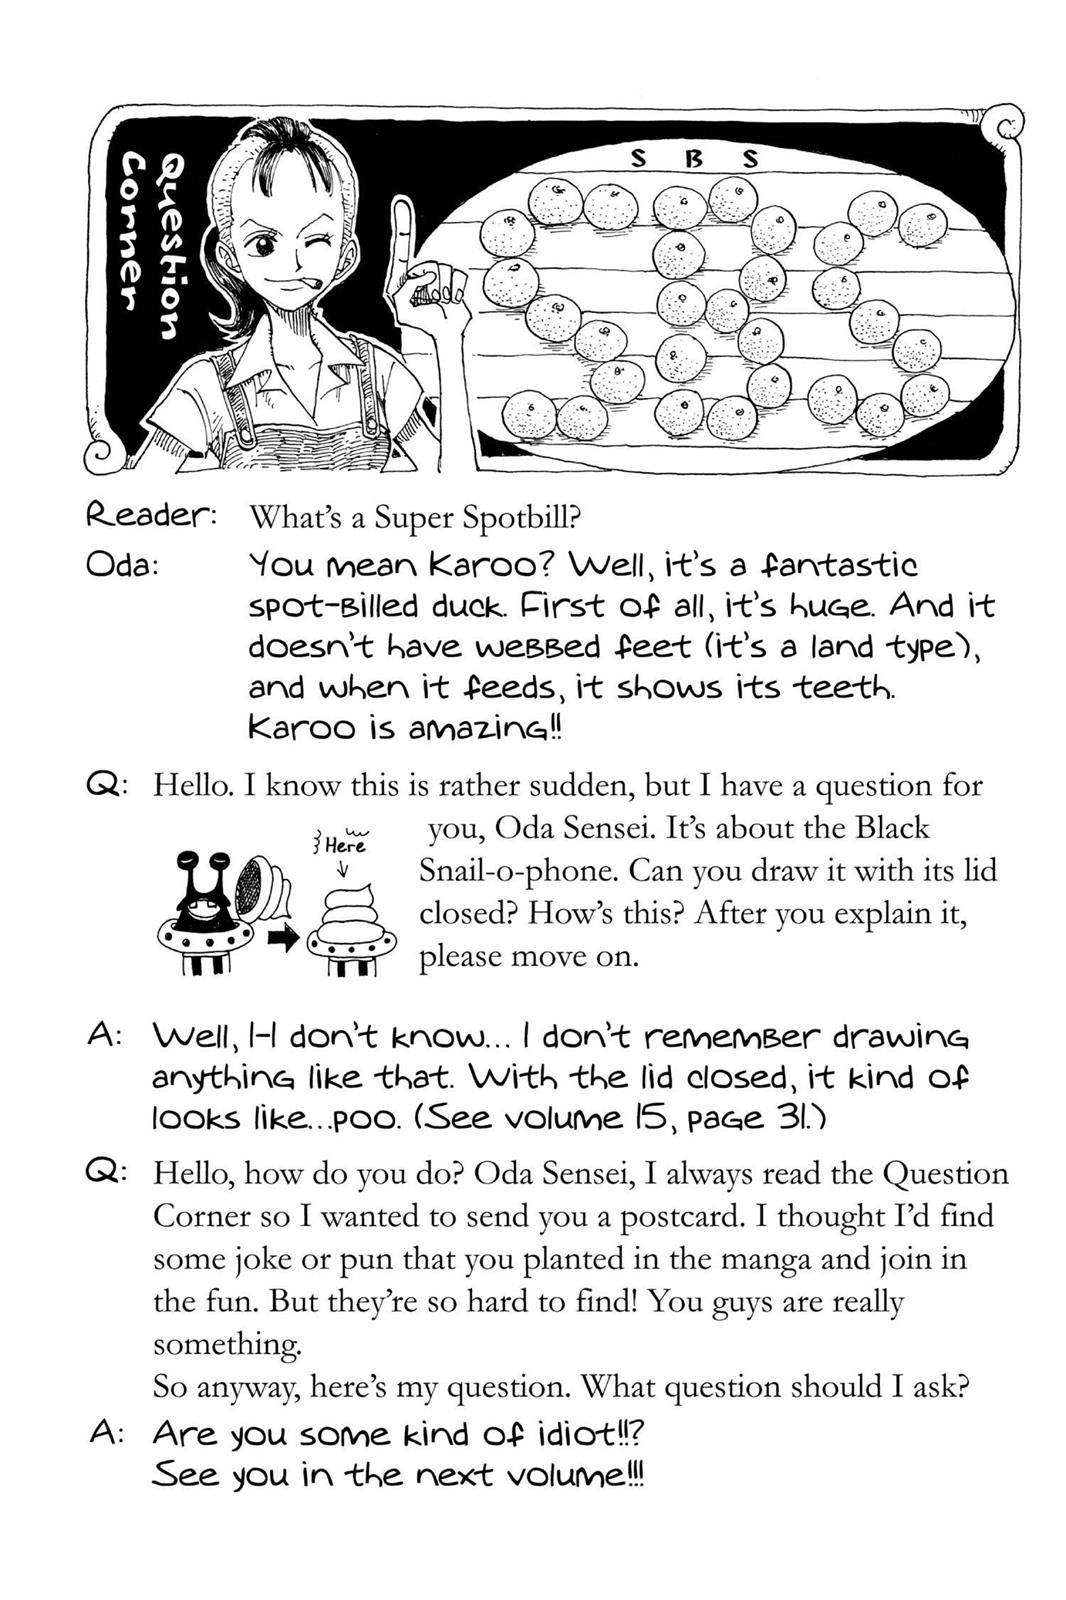 Question
Corner
S B S
Reader: What's a Super Spotbill?
Oda: You mean Karoo? Well, it's a fantastic
spot-billed duck. First of all, it's huge. And it
doesn't have webbed feet (it's a land type),
and when it feeds, it shows its teeth.
Karoo is amazing!!
Q: Hello. I know this is rather sudden, but I have a question for
you, Oda Sensei. It's about the Black
Snail-o-phone. Can you draw it with its lid
closed? How's this? After you explain it,
please move on.
Here
A: Well, I-I don't know... I don't remember drawing
anything like that. With the lid closed, it kind of
looks like...poo. (See volume 15, page 31.)
Q: Hello, how do you do? Oda Sensei, I always read the Question
Corner so I wanted to send you a postcard. I thought I'd find
some joke or pun that you planted in the manga and join in
the fun. But they're so hard to find! You guys are really
something.
So anyway, here's my question. What question should I ask?
A: Are you some kind of idiot!!?
See you in the next volume!!!